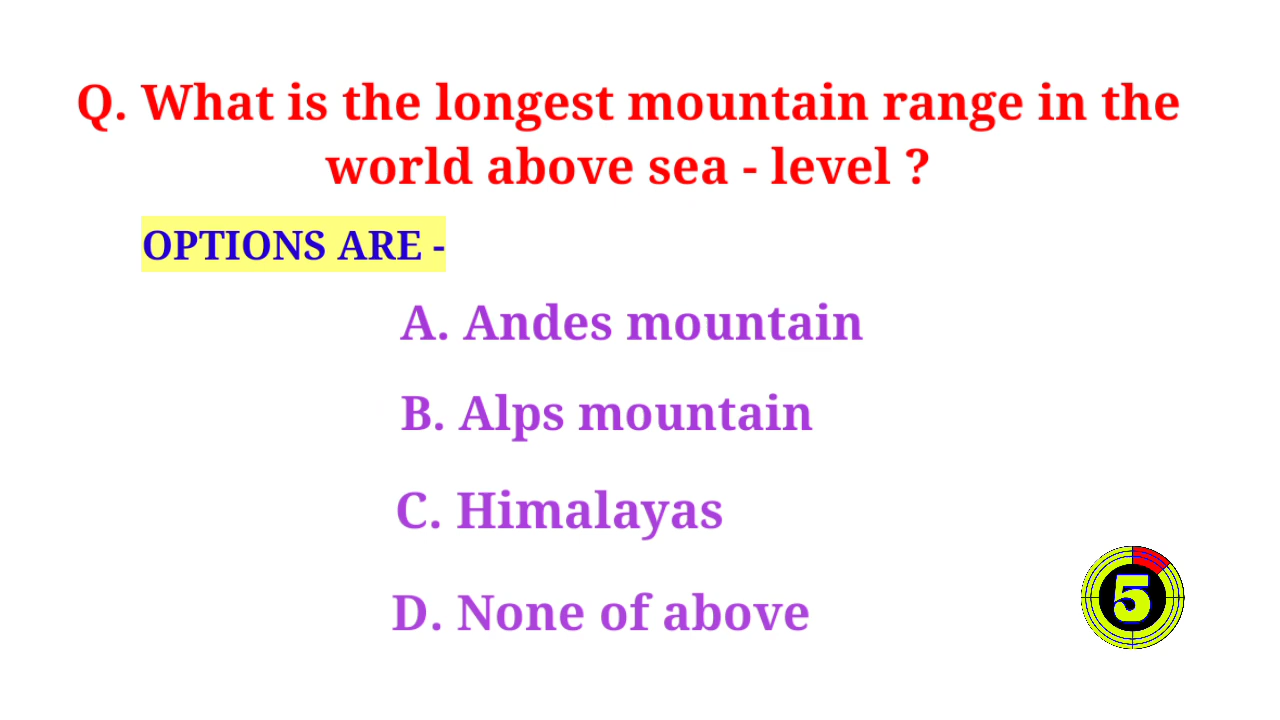 Q. What is the longest mountain range in the
world above sea - level ?
OPTIONS ARE -
A. Andes mountain
B. Alps mountain
C. Himalayas
D. None of above
5